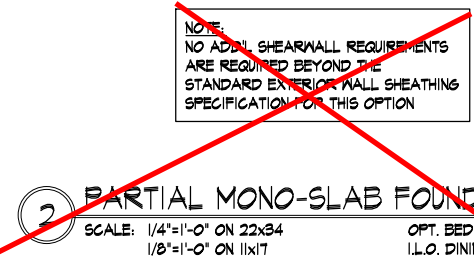 NOTE:
NO ADD'L SHEARWALL REQUIREMENTS
ARE REQUIRED BEYOND THE
STANDARD EXTERIOR WALL SHEATHING
SPECIFICATION FOR THIS OPTION
2 PARTIAL MONO-SLAB FOUND
SCALE: 1/4"=1'-0" ON 22x34 OPT. BED
1/8"=1'-0" ON 11x17 I.L.O. DINI